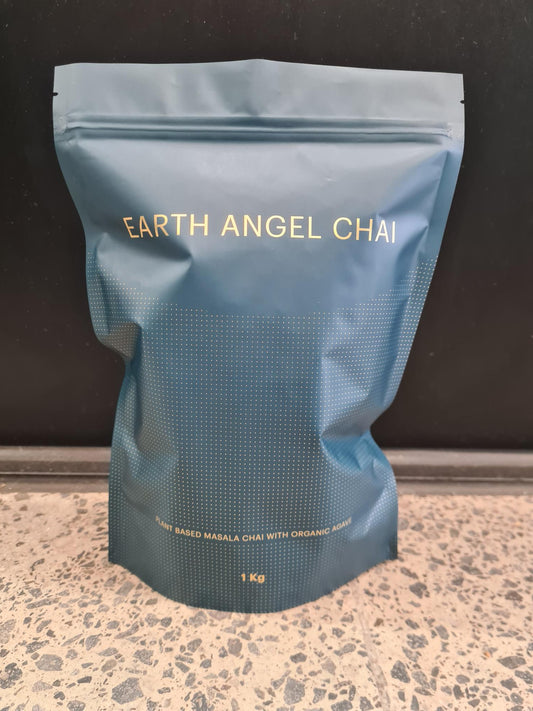 EARTH ANGEL CHAI
PLANT BASED MASALA CHAI WITH ORGANIC AGAVE
1 Kg